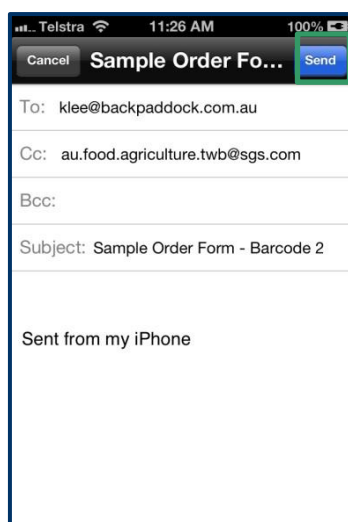 Telstra 11:26 AM 100%
Cancel Sample Order Fo... Send
To: klee@backpaddock.com.au
Cc: au.food.agriculture.twb@sgs.com
Bcc:
Subject: Sample Order Form - Barcode 2
Sent from my iPhone